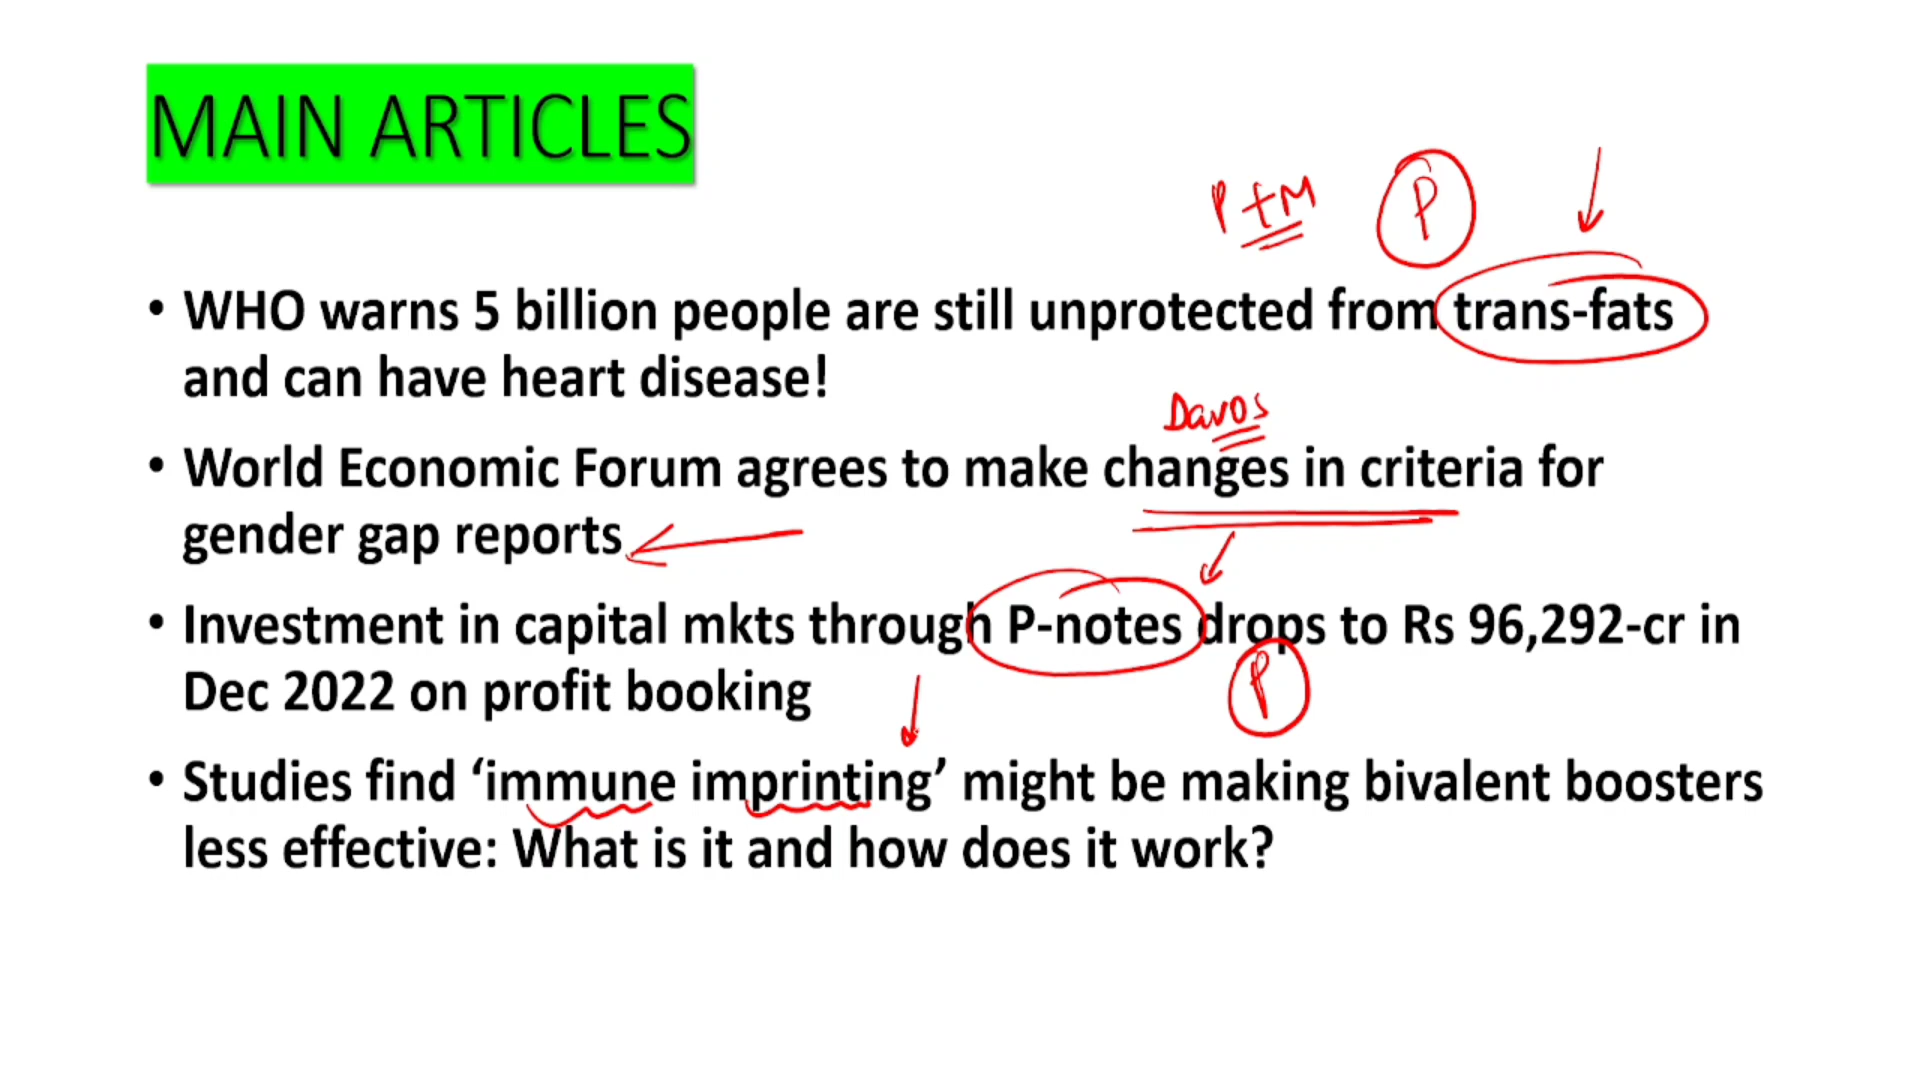 MAIN ARTICLES
P + M P
• WHO warns 5 billion people are still unprotected from trans-fats
and can have heart disease!
Davos
• World Economic Forum agrees to make changes in criteria for
gender gap reports
• Investment in capital mkts through P-notes drops to Rs 96,292-cr in
Dec 2022 on profit booking
P
• Studies find ‘immune imprinting’ might be making bivalent boosters
less effective: What is it and how does it work?